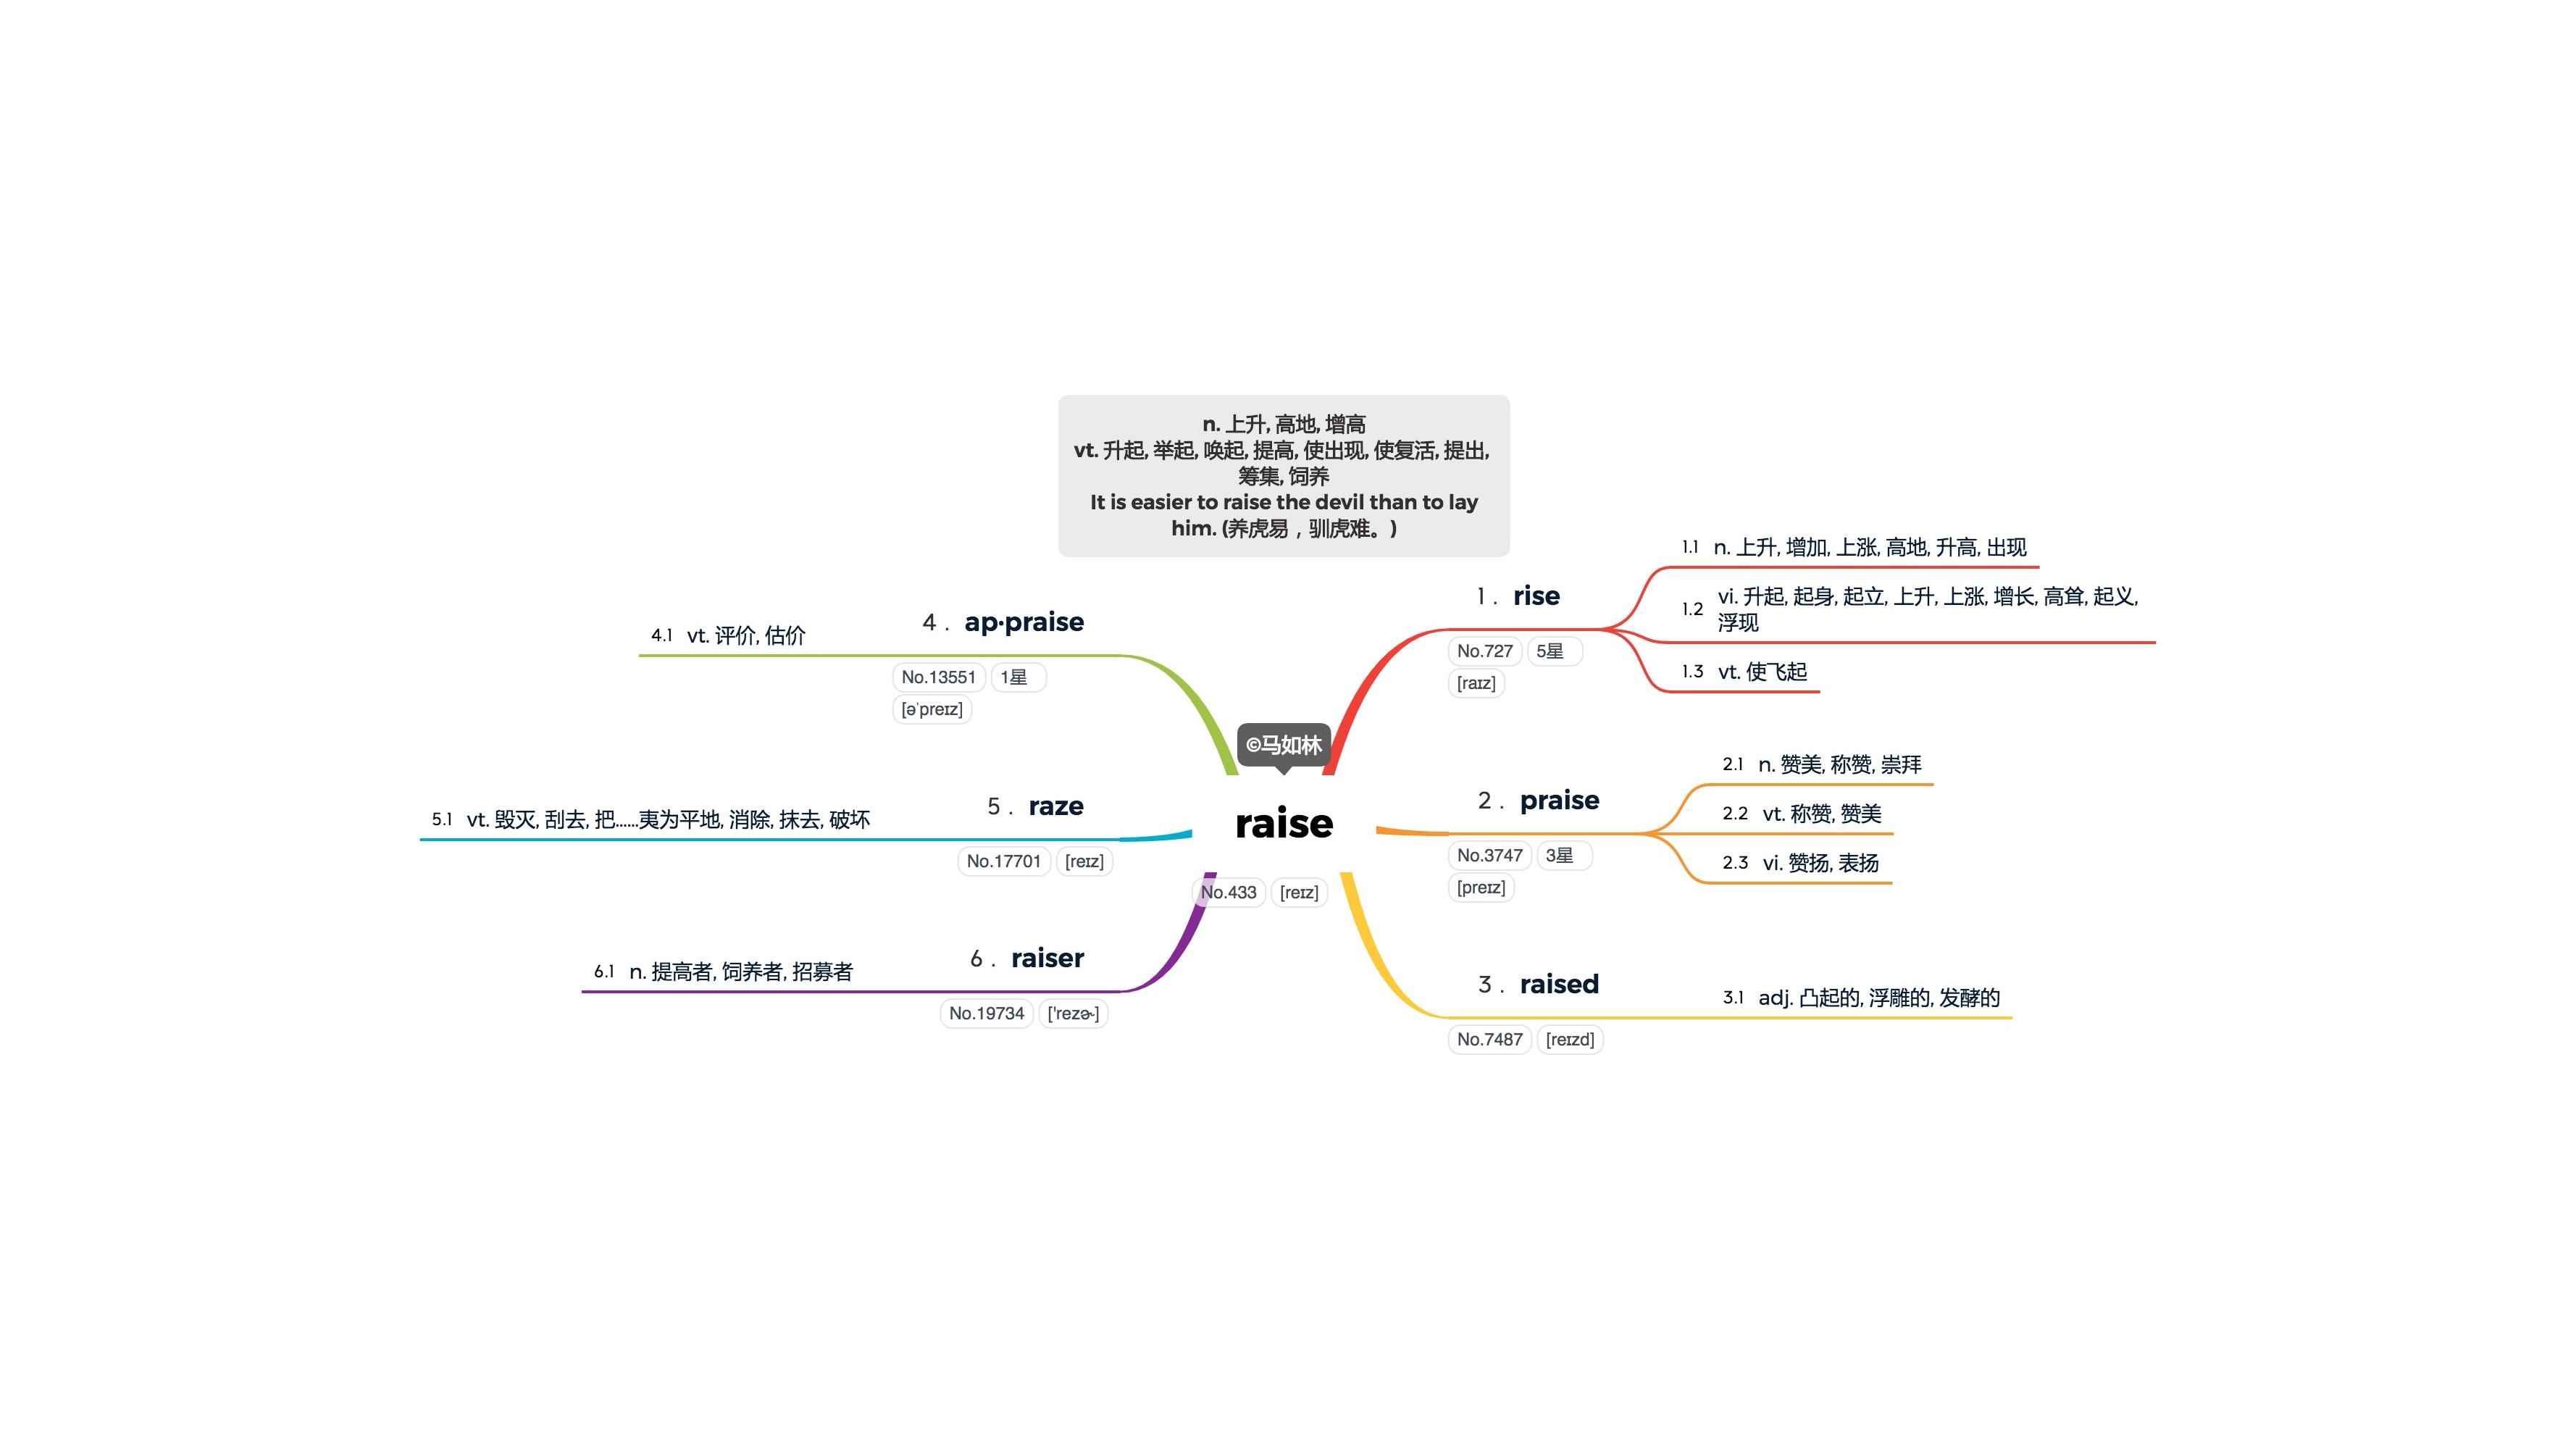 n. 上升, 高地, 增高
vt. 升起, 举起, 唤起, 提高, 使出现, 使复活, 提出,
筹集, 饲养
It is easier to raise the devil than to lay
him. (养虎易，驯虎难。)
©马如林
raise
No.433 [reɪz]
1. rise
No.727 5星
[raɪz]
1.1 n. 上升, 增加, 上涨, 高地, 升高, 出现
1.2 vi. 升起, 起身, 起立, 上升, 上涨, 增长, 高耸, 起义,
浮现
1.3 vt. 使飞起
2. praise
No.3747 3星
[preɪz]
2.1 n. 赞美, 称赞, 崇拜
2.2 vt. 称赞, 赞美
2.3 vi. 赞扬, 表扬
3. raised
No.7487 [reɪzd]
3.1 adj. 凸起的, 浮雕的, 发酵的
4. ap·praise
No.13551 1星
[əˈpreɪz]
4.1 vt. 评价, 估价
5. raze
No.17701 [reɪz]
5.1 vt. 毁灭, 刮去, 把……夷为平地, 消除, 抹去, 破坏
6. raiser
No.19734 ['rezɚ]
6.1 n. 提高者, 饲养者, 招募者